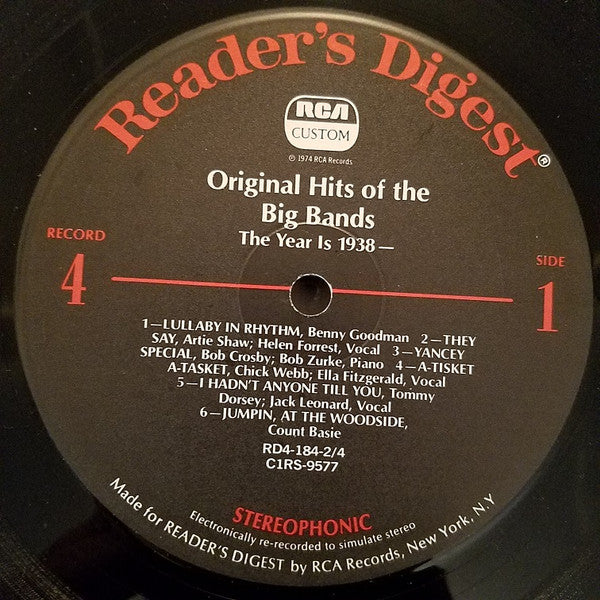 Reader's Digest®
RCA
CUSTOM
℗ 1974 RCA Records
Original Hits of the
Big Bands
The Year Is 1938—
RECORD
4
SIDE
1
1—LULLABY IN RHYTHM, Benny Goodman 2—THEY
SAY, Artie Shaw; Helen Forrest, Vocal 3—YANCEY
SPECIAL, Bob Crosby; Bob Zurke, Piano 4—A-TISKET
A-TASKET, Chick Webb; Ella Fitzgerald, Vocal
5—I HADN'T ANYONE TILL YOU, Tommy
Dorsey; Jack Leonard, Vocal
6—JUMPIN, AT THE WOODSIDE,
Count Basie
RD4-184-2/4
C1RS-9577
STEREOPHONIC
Electronically re-recorded to simulate stereo
Made for READER'S DIGEST by RCA Records, New York, N.Y